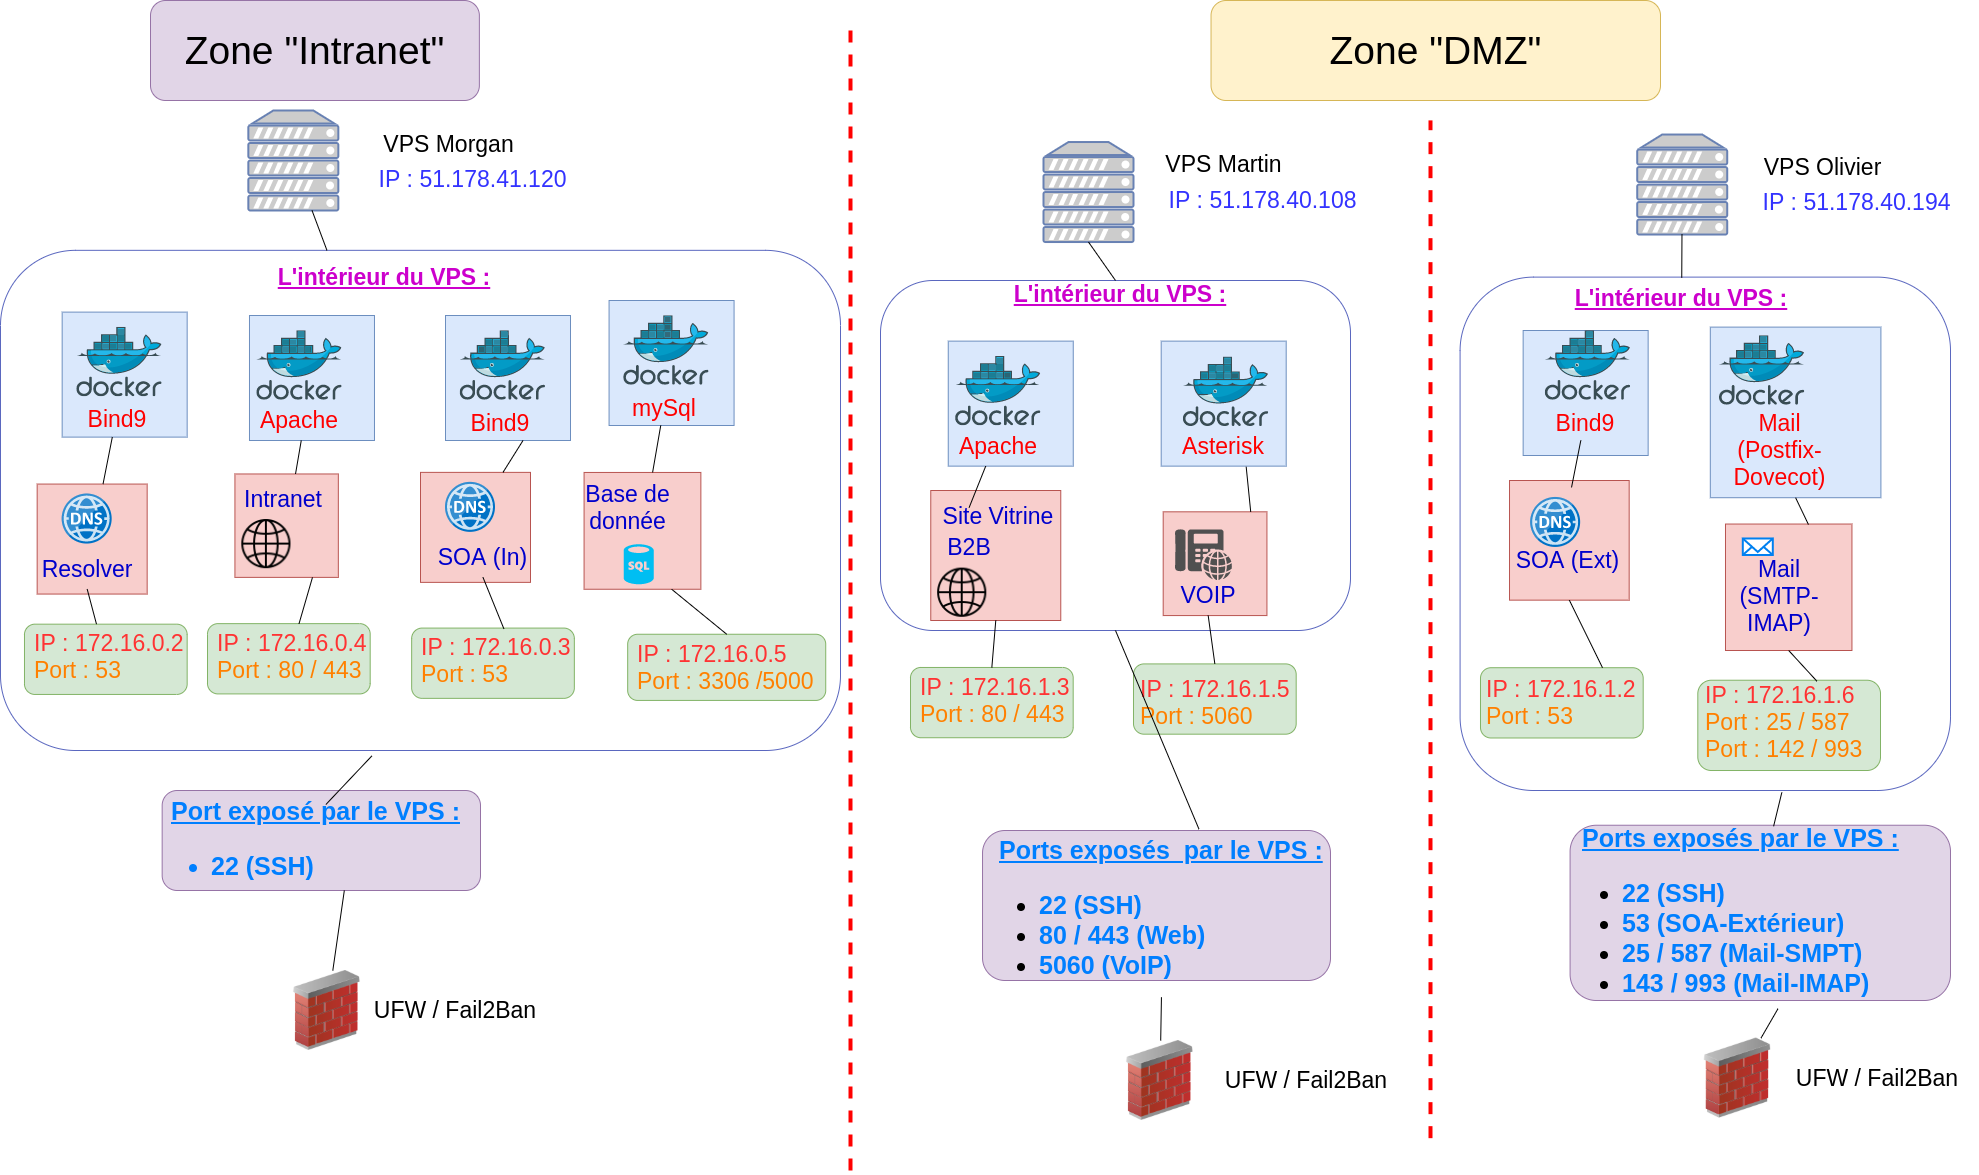 Zone "Intranet"
VPS Morgan
IP : 51.178.41.120
L'intérieur du VPS :
docker
Bind9
docker
Apache
docker
Bind9
docker
mySql
DNS
Resolver
Intranet
DNS
SOA (In)
Base de
donnée
SQL
IP : 172.16.0.2
Port : 53
IP : 172.16.0.4
Port : 80 / 443
IP : 172.16.0.3
Port : 53
IP : 172.16.0.5
Port : 3306 /5000
Port exposé par le VPS :
22 (SSH)
UFW / Fail2Ban
Zone "DMZ"
VPS Martin
IP : 51.178.40.108
L'intérieur du VPS :
docker
Apache
docker
Asterisk
Site Vitrine
B2B
VOIP
IP : 172.16.1.3
Port : 80 / 443
IP : 172.16.1.5
Port : 5060
Ports exposés  par le VPS :
22 (SSH)
80 / 443 (Web)
5060 (VoIP)
UFW / Fail2Ban
VPS Olivier
IP : 51.178.40.194
L'intérieur du VPS :
docker
Bind9
docker
Mail
(Postfix-
Dovecot)
DNS
SOA (Ext)
Mail
(SMTP-
IMAP)
IP : 172.16.1.2
Port : 53
IP : 172.16.1.6
Port : 25 / 587
Port : 142 / 993
Ports exposés par le VPS :
22 (SSH)
53 (SOA-Extérieur)
25 / 587 (Mail-SMPT)
143 / 993 (Mail-IMAP)
UFW / Fail2Ban